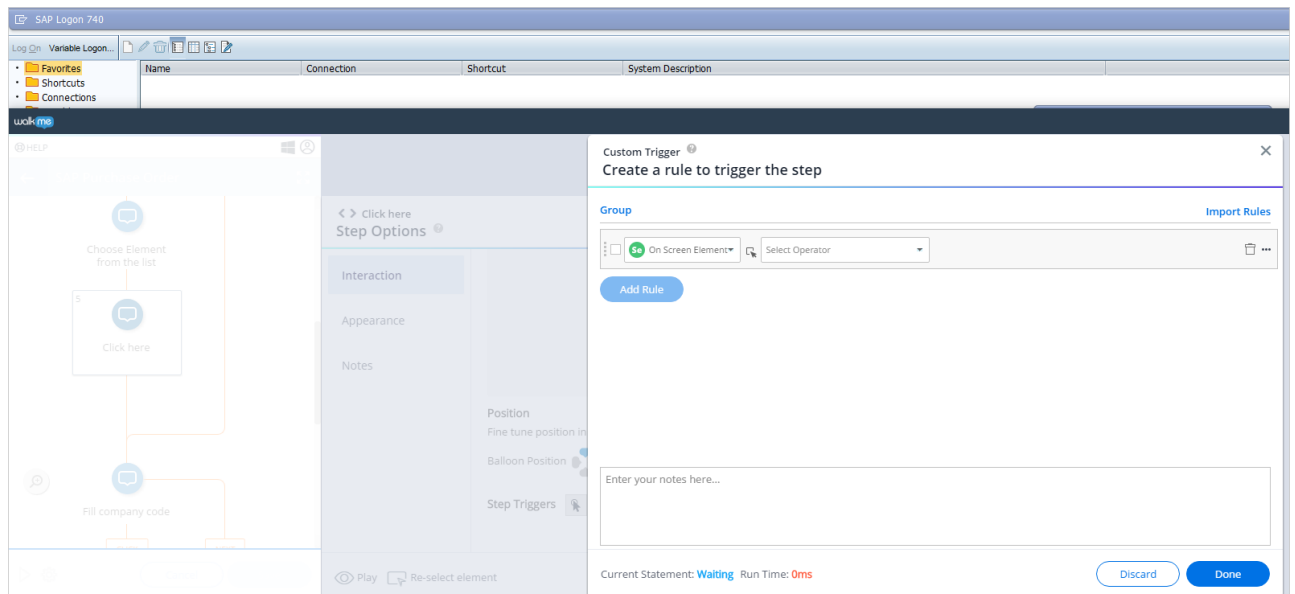 SAP Logon 740
Log On Variable Logon...
Favorites
Name Connection Shortcut System Description
Shortcuts
Connections
walkme
HELP
Custom Trigger
Create a rule to trigger the step
Click here
Step Options
Group Import Rules
Choose Element
from the list
Se On Screen Element Select Operator
Interaction
Add Rule
S
Appearance
Click here
Notes
Position
Fine tune position in
Balloon Position
Enter your notes here...
Step Triggers
Fill company code
Play Re-select element
Current Statement: Waiting Run Time: 0ms
Discard Done